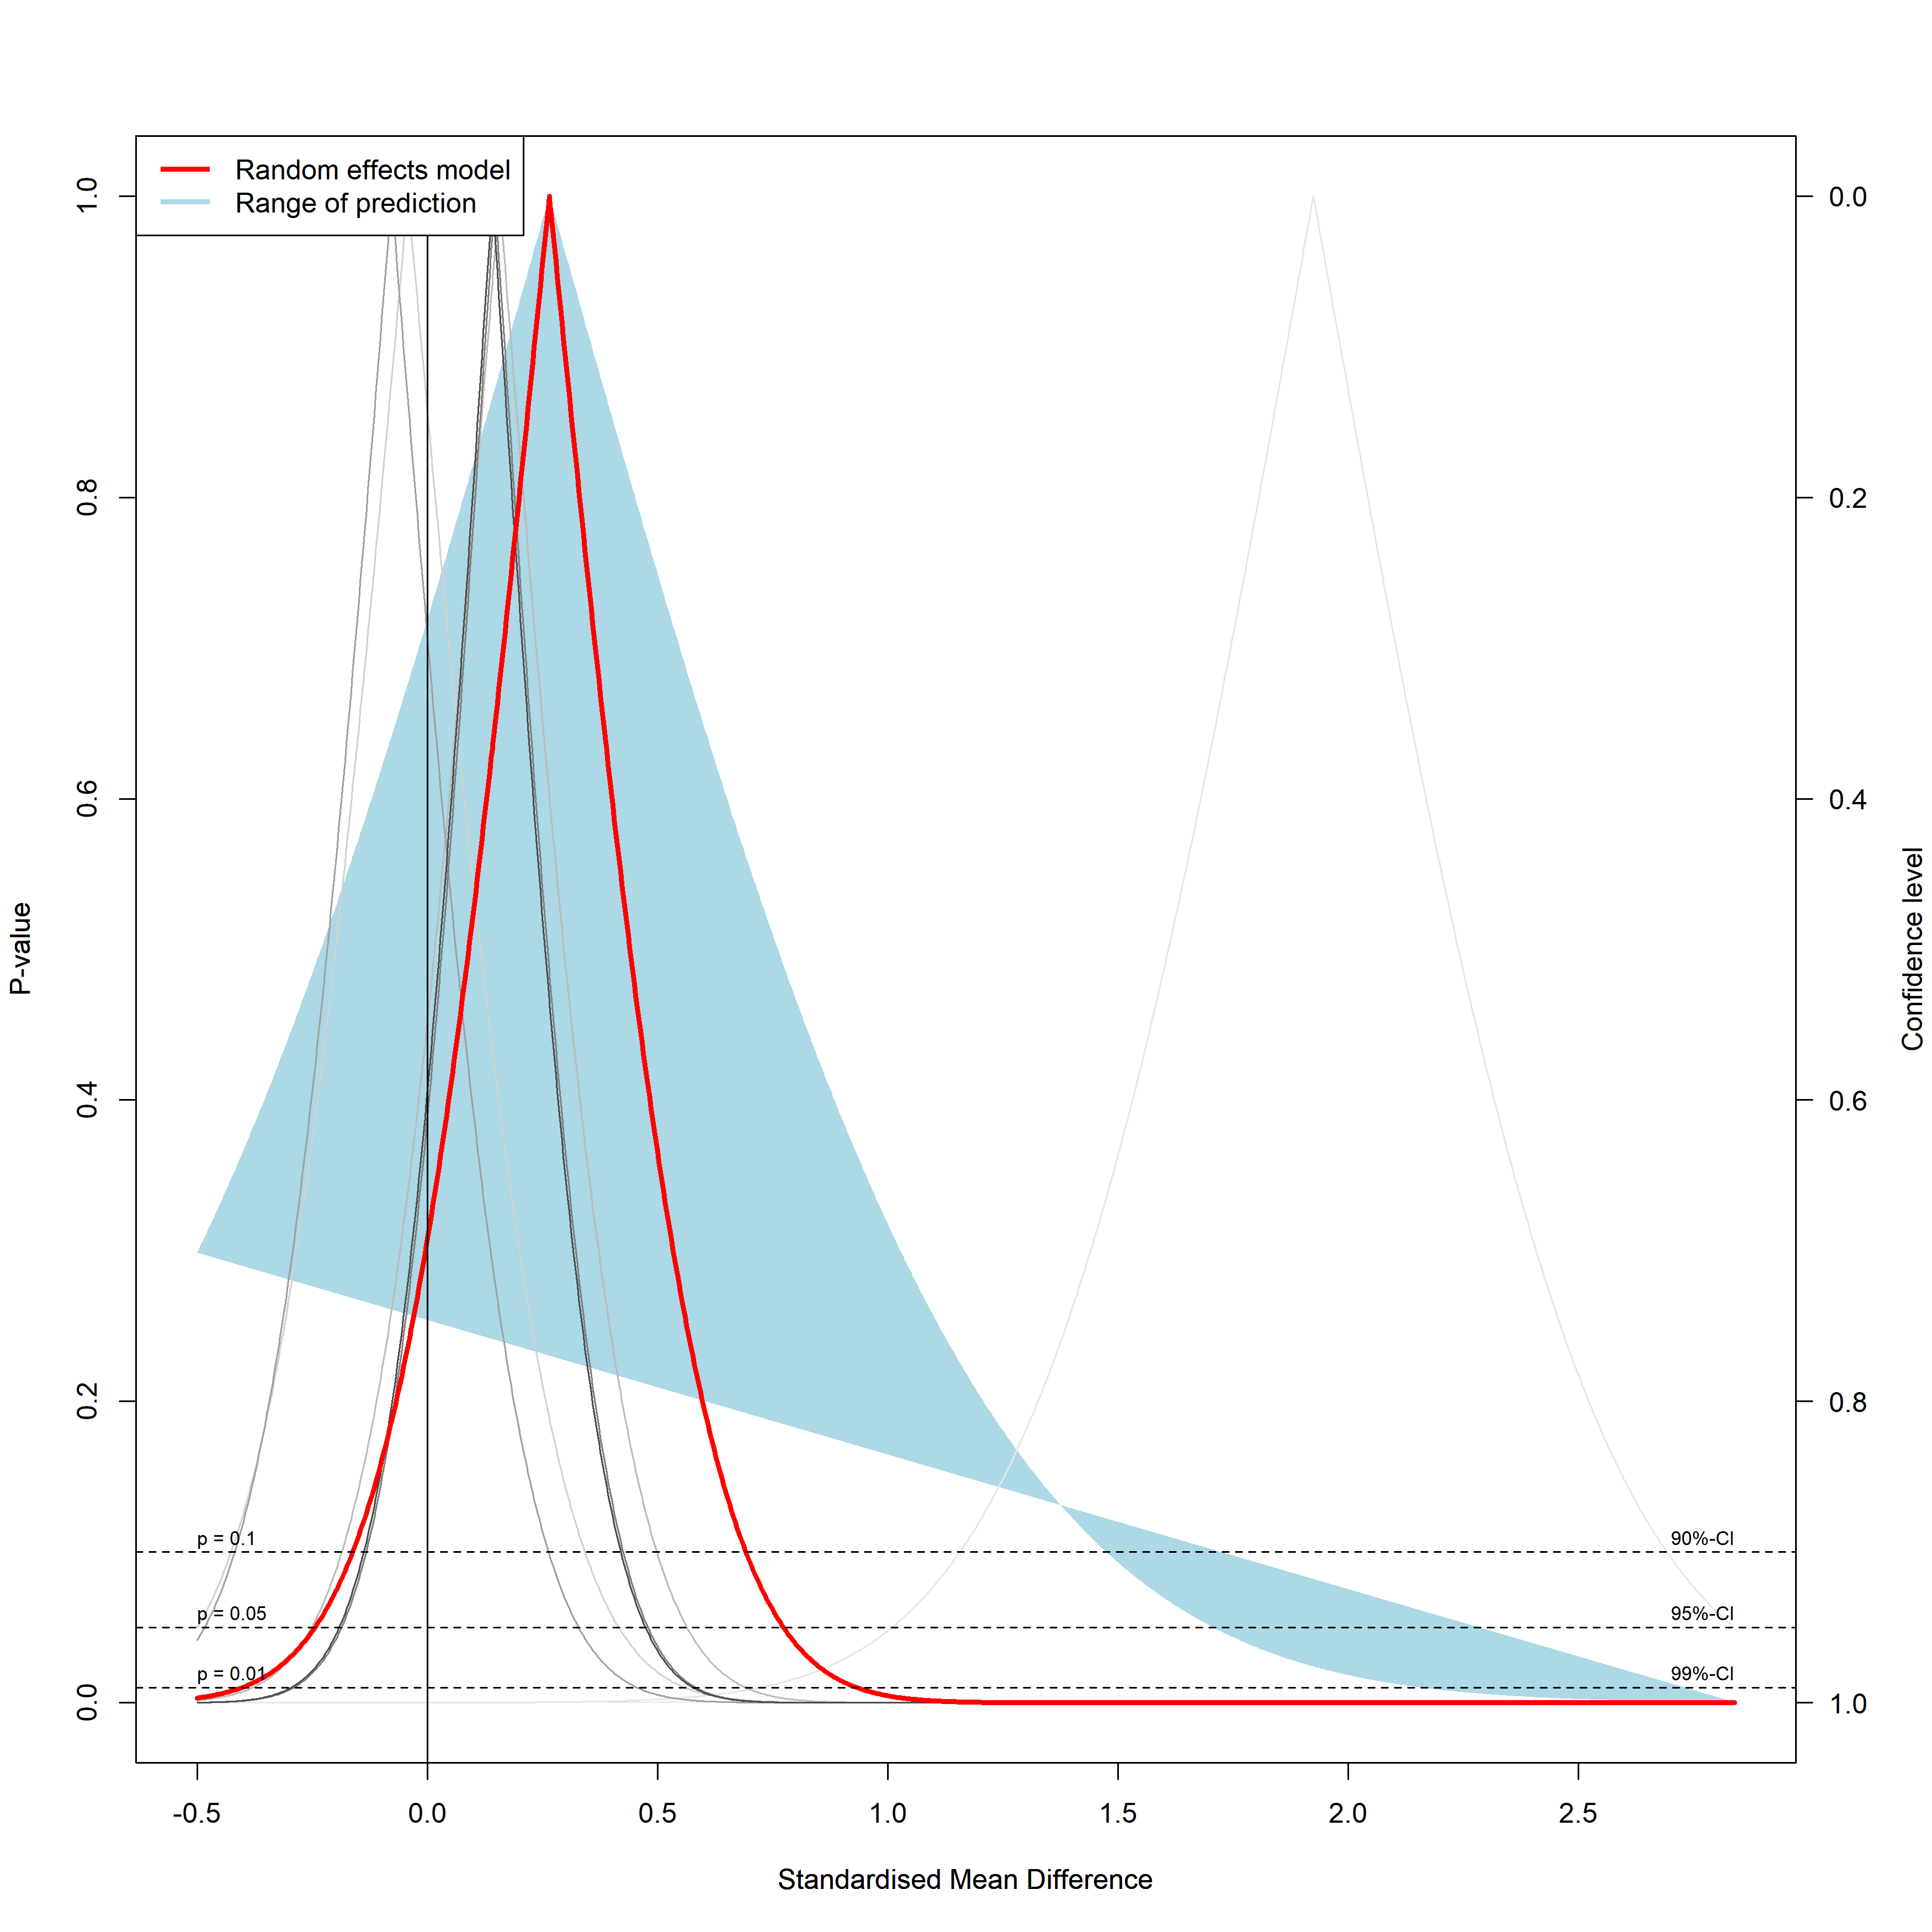 Random effects model
Range of prediction
1.0
0.8
0.6
0.4
0.2
0.0
P-value
0.0
0.2
0.4
0.6
0.8
1.0
Confidence level
p = 0.1
90%-CI
p = 0.05
95%-CI
p = 0.01
99%-CI
-0.5
0.0
0.5
1.0
1.5
2.0
2.5
Standardised Mean Difference